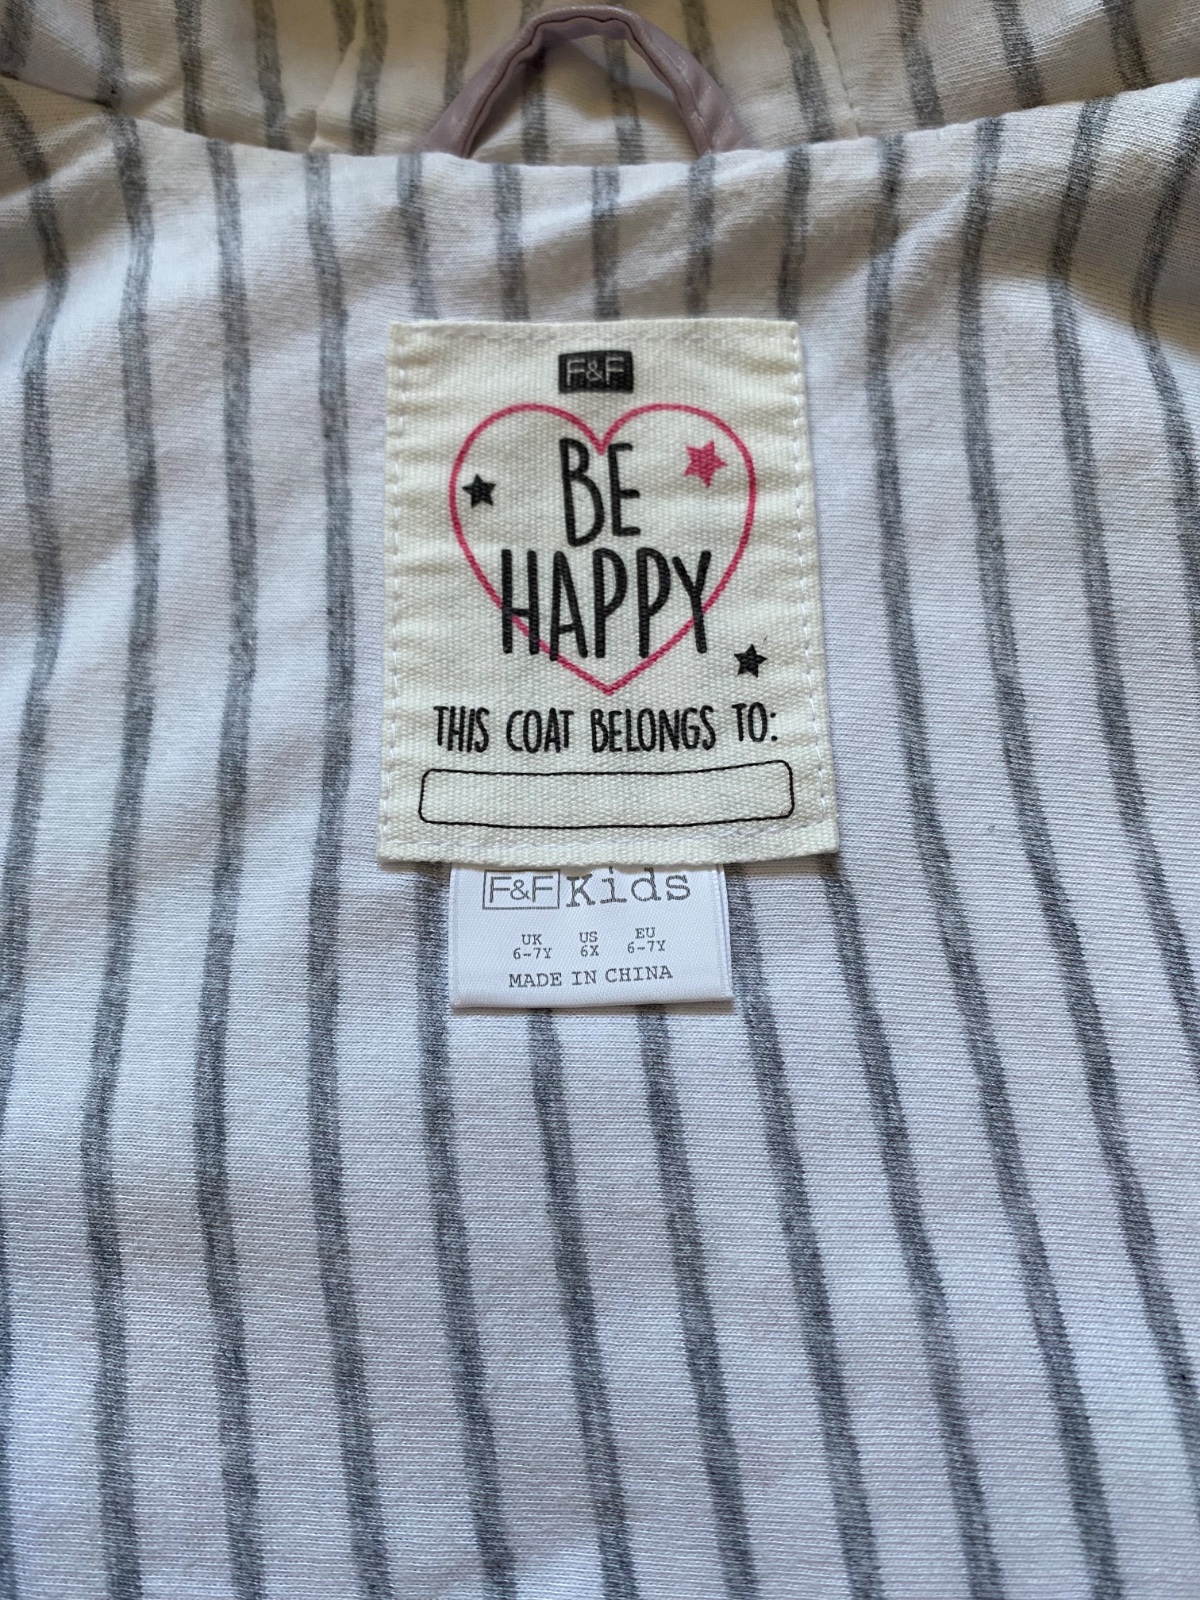 F&F
BE
HAPPY
THIS COAT BELONGS TO:
F&F Kids
UK US EU
6-7Y 6X 6-7Y
MADE IN CHINA